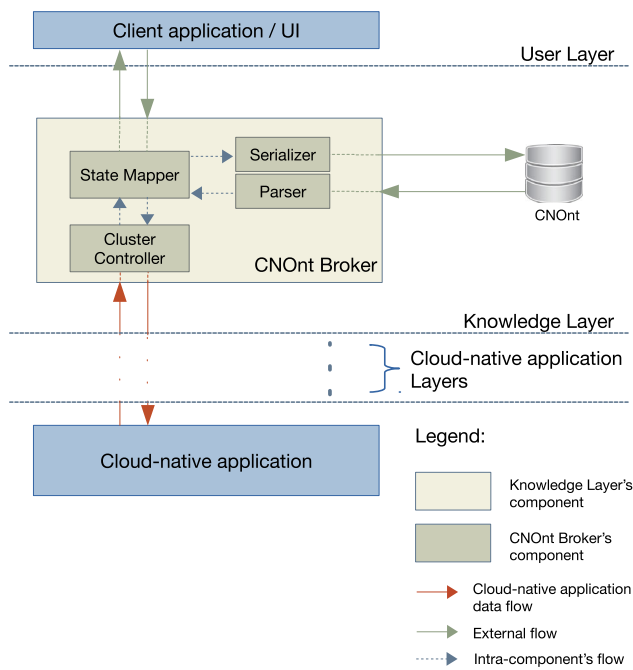 Client application / UI
User Layer
Serializer
State Mapper
Parser
CNOnt
Cluster
Controller
CNOnt Broker
Knowledge Layer
Cloud-native application
Layers
Cloud-native application
Legend:
Knowledge Layer's
component
CNOnt Broker's
component
Cloud-native application
data flow
External flow
Intra-component's flow